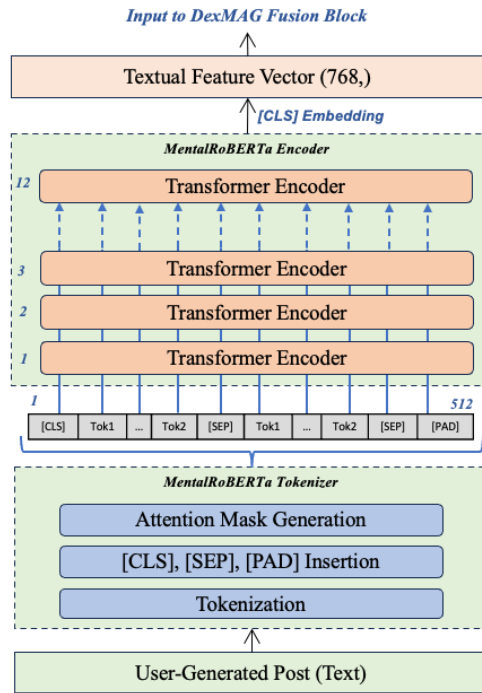 Input to DexMAG Fusion Block
Textual Feature Vector (768,)
[CLS] Embedding
MentalRoBERTa Encoder
12 Transformer Encoder
3 Transformer Encoder
2 Transformer Encoder
1 Transformer Encoder
1 512
[CLS] Tok1 ... Tok2 [SEP] Tok1 ... Tok2 [SEP] [PAD]
MentalRoBERTa Tokenizer
Attention Mask Generation
[CLS], [SEP], [PAD] Insertion
Tokenization
User-Generated Post (Text)